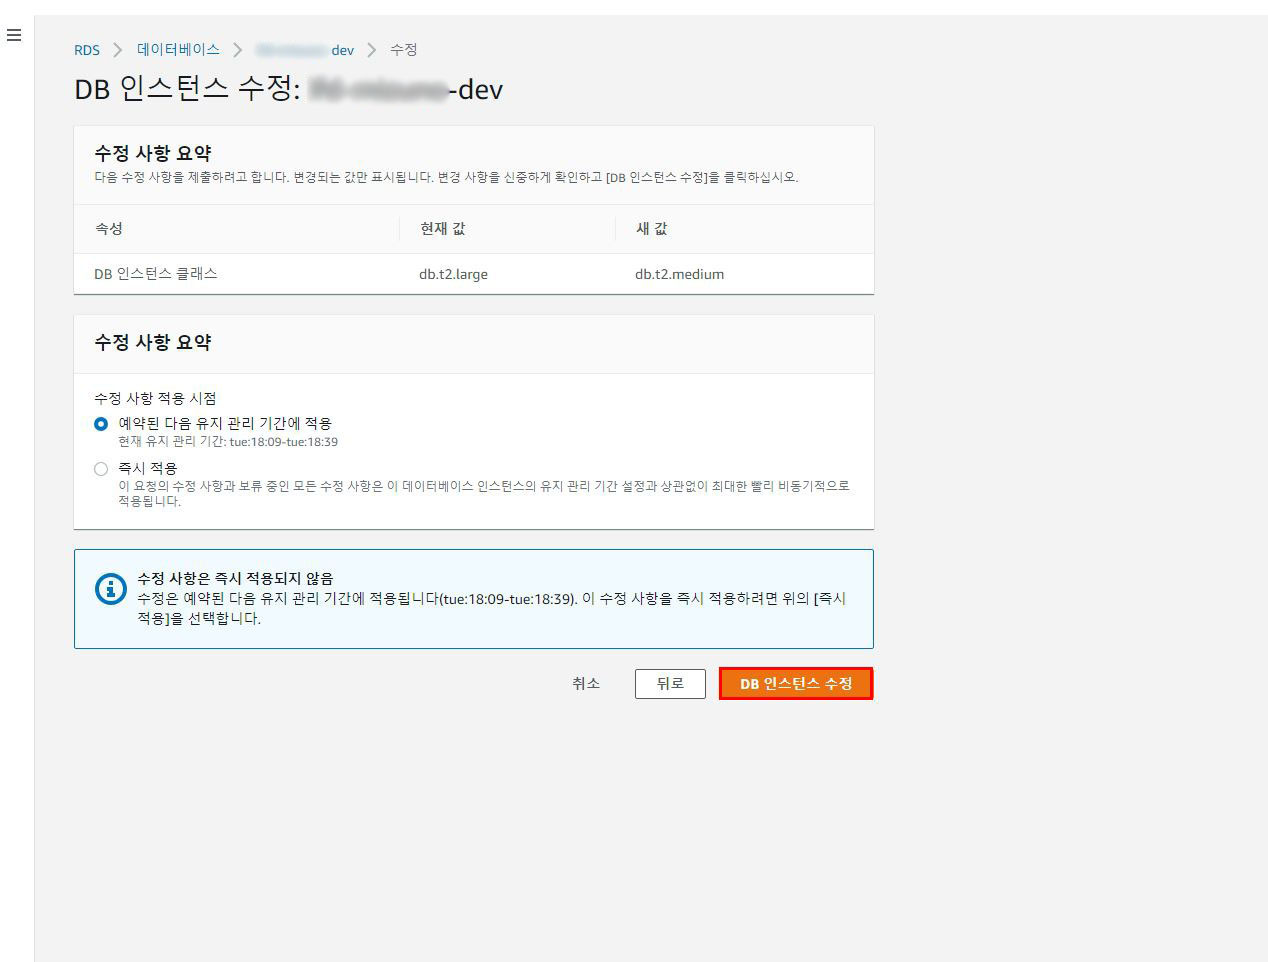 RDS 데이터베이스 dev 수정
DB 인스턴스 수정: -dev
수정 사항 요약
다음 수정 사항을 제출하려고 합니다. 변경되는 값만 표시됩니다. 변경 사항을 신중하게 확인하고 [DB 인스턴스 수정]을 클릭하십시오.
속성 현재 값 새 값
DB 인스턴스 클래스 db.t2.large db.t2.medium
수정 사항 요약
수정 사항 적용 시점
예약된 다음 유지 관리 기간에 적용
현재 유지 관리 기간: tue:18:09-tue:18:39
즉시 적용
이 요청의 수정 사항과 보류 중인 모든 수정 사항은 이 데이터베이스 인스턴스의 유지 관리 기간 설정과 상관없이 최대한 빨리 비동기적으로
적용됩니다.
수정 사항은 즉시 적용되지 않음
수정은 예약된 다음 유지 관리 기간에 적용됩니다(tue:18:09-tue:18:39). 이 수정 사항을 즉시 적용하려면 위의 [즉시
적용]을 선택합니다.
취소 뒤로 DB 인스턴스 수정